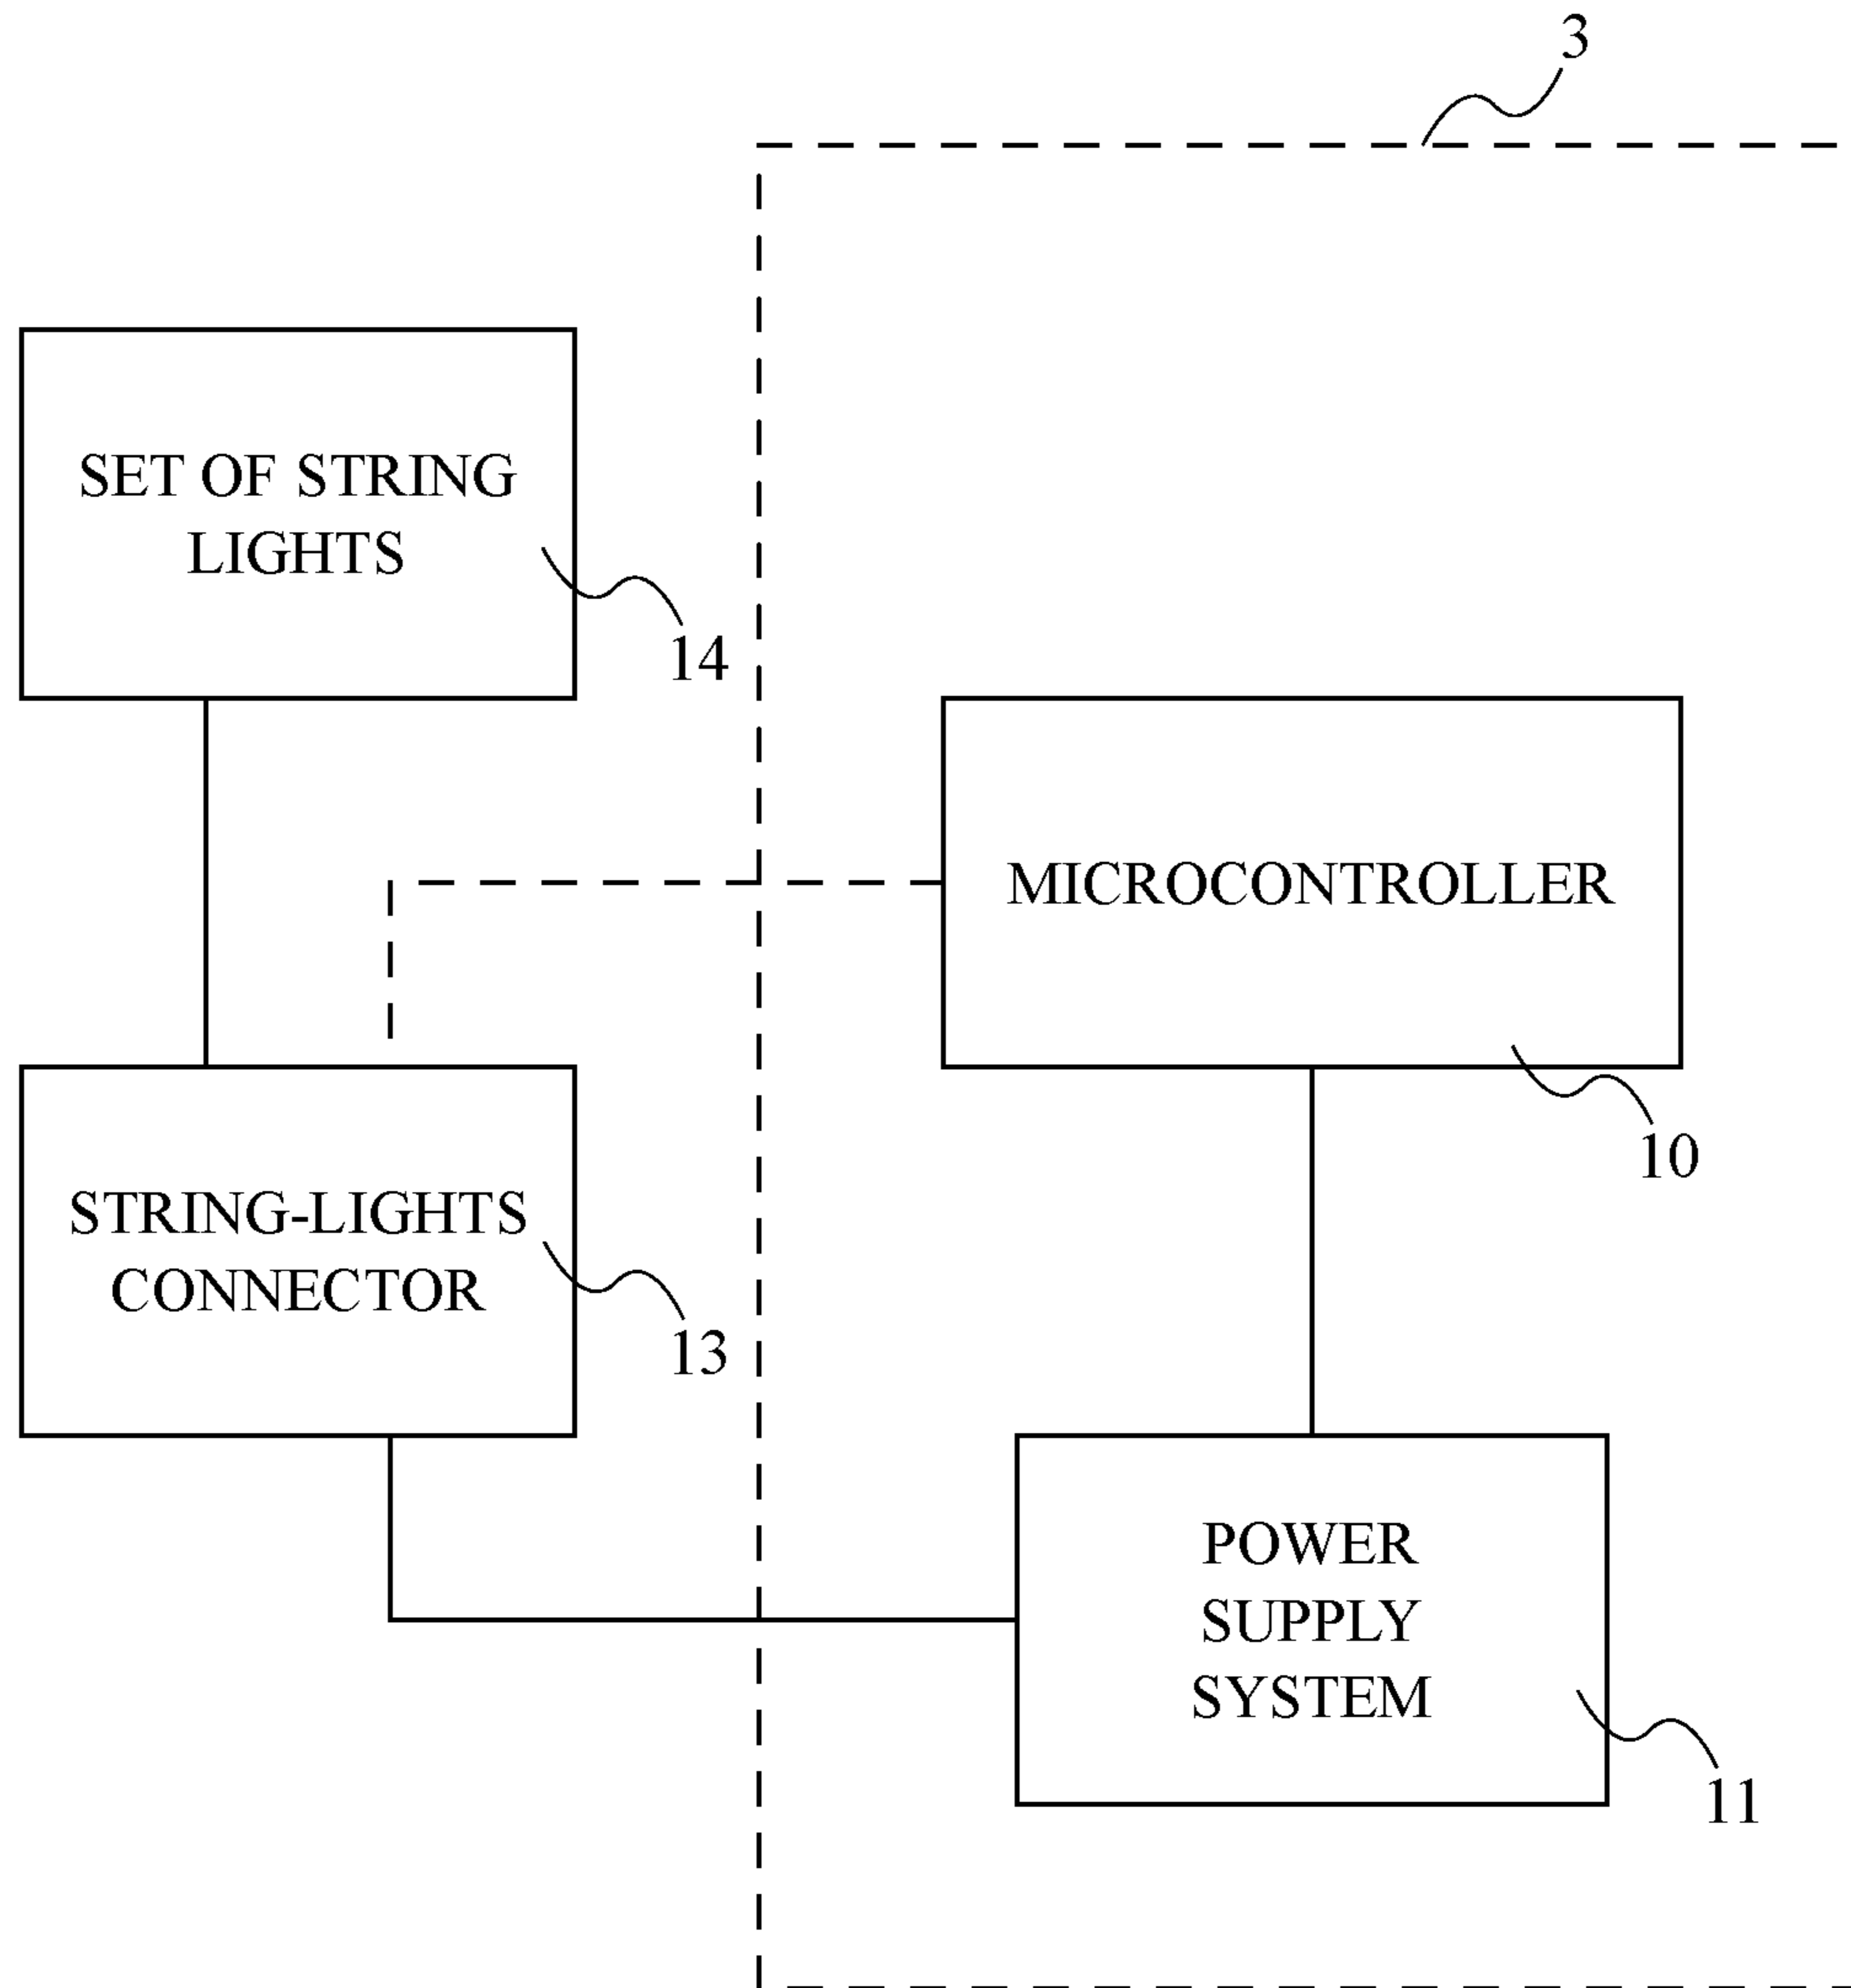 3
SET OF STRING
LIGHTS
14
MICROCONTROLLER
10
STRING-LIGHTS
CONNECTOR
13
POWER
SUPPLY
SYSTEM
11